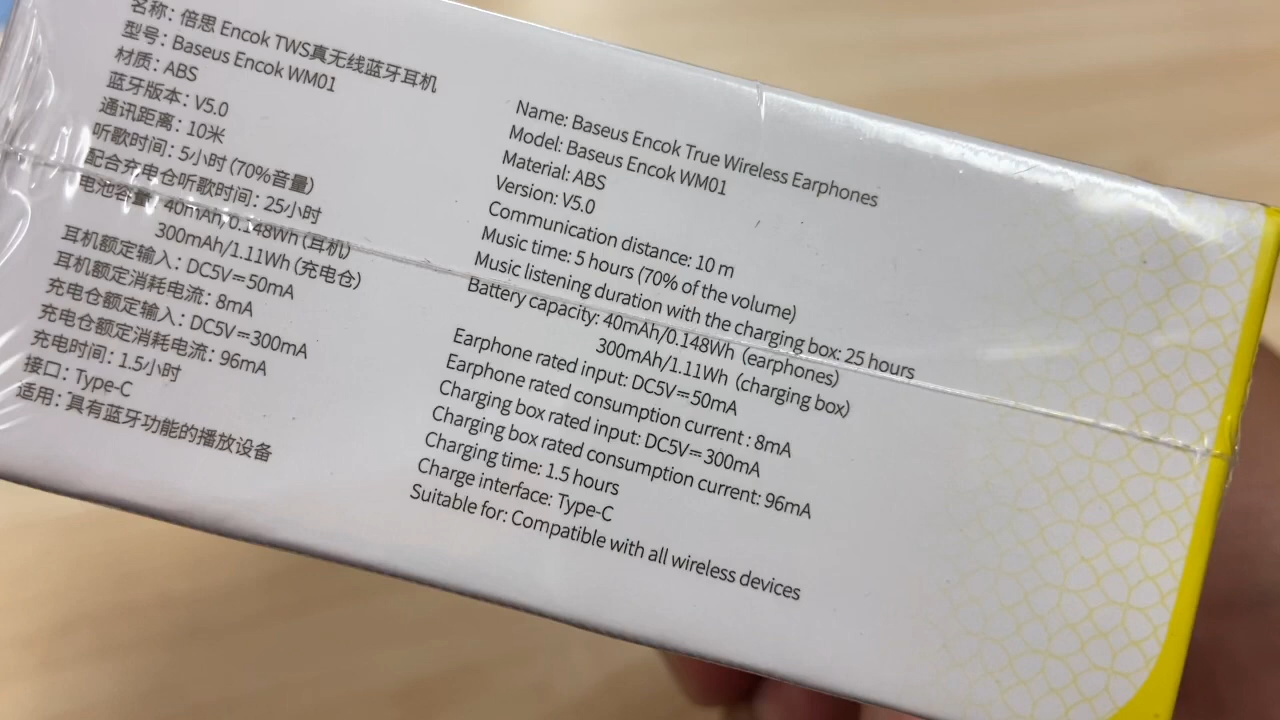 名称：倍思 Encok TWS真无线蓝牙耳机
型号：Baseus Encok WM01
材质：ABS
蓝牙版本：V5.0
通讯距离：10米
听歌时间：5小时 (70%音量)
配合充电仓听歌时间：25小时
电池容量：40mAh/0.148Wh (耳机)
300mAh/1.11Wh (充电仓)
耳机额定输入：DC5V⎓50mA
耳机额定消耗电流：8mA
充电仓额定输入：DC5V⎓300mA
充电仓额定消耗电流：96mA
充电时间：1.5小时
接口：Type-C
适用：具有蓝牙功能的播放设备
Name: Baseus Encok True Wireless Earphones
Model: Baseus Encok WM01
Material: ABS
Version: V5.0
Communication distance: 10 m
Music time: 5 hours (70% of the volume)
Music listening duration with the charging box: 25 hours
Battery capacity: 40mAh/0.148Wh (earphones)
300mAh/1.11Wh (charging box)
Earphone rated input: DC5V⎓50mA
Earphone rated consumption current : 8mA
Charging box rated input: DC5V⎓300mA
Charging box rated consumption current: 96mA
Charging time: 1.5 hours
Charge interface: Type-C
Suitable for: Compatible with all wireless devices